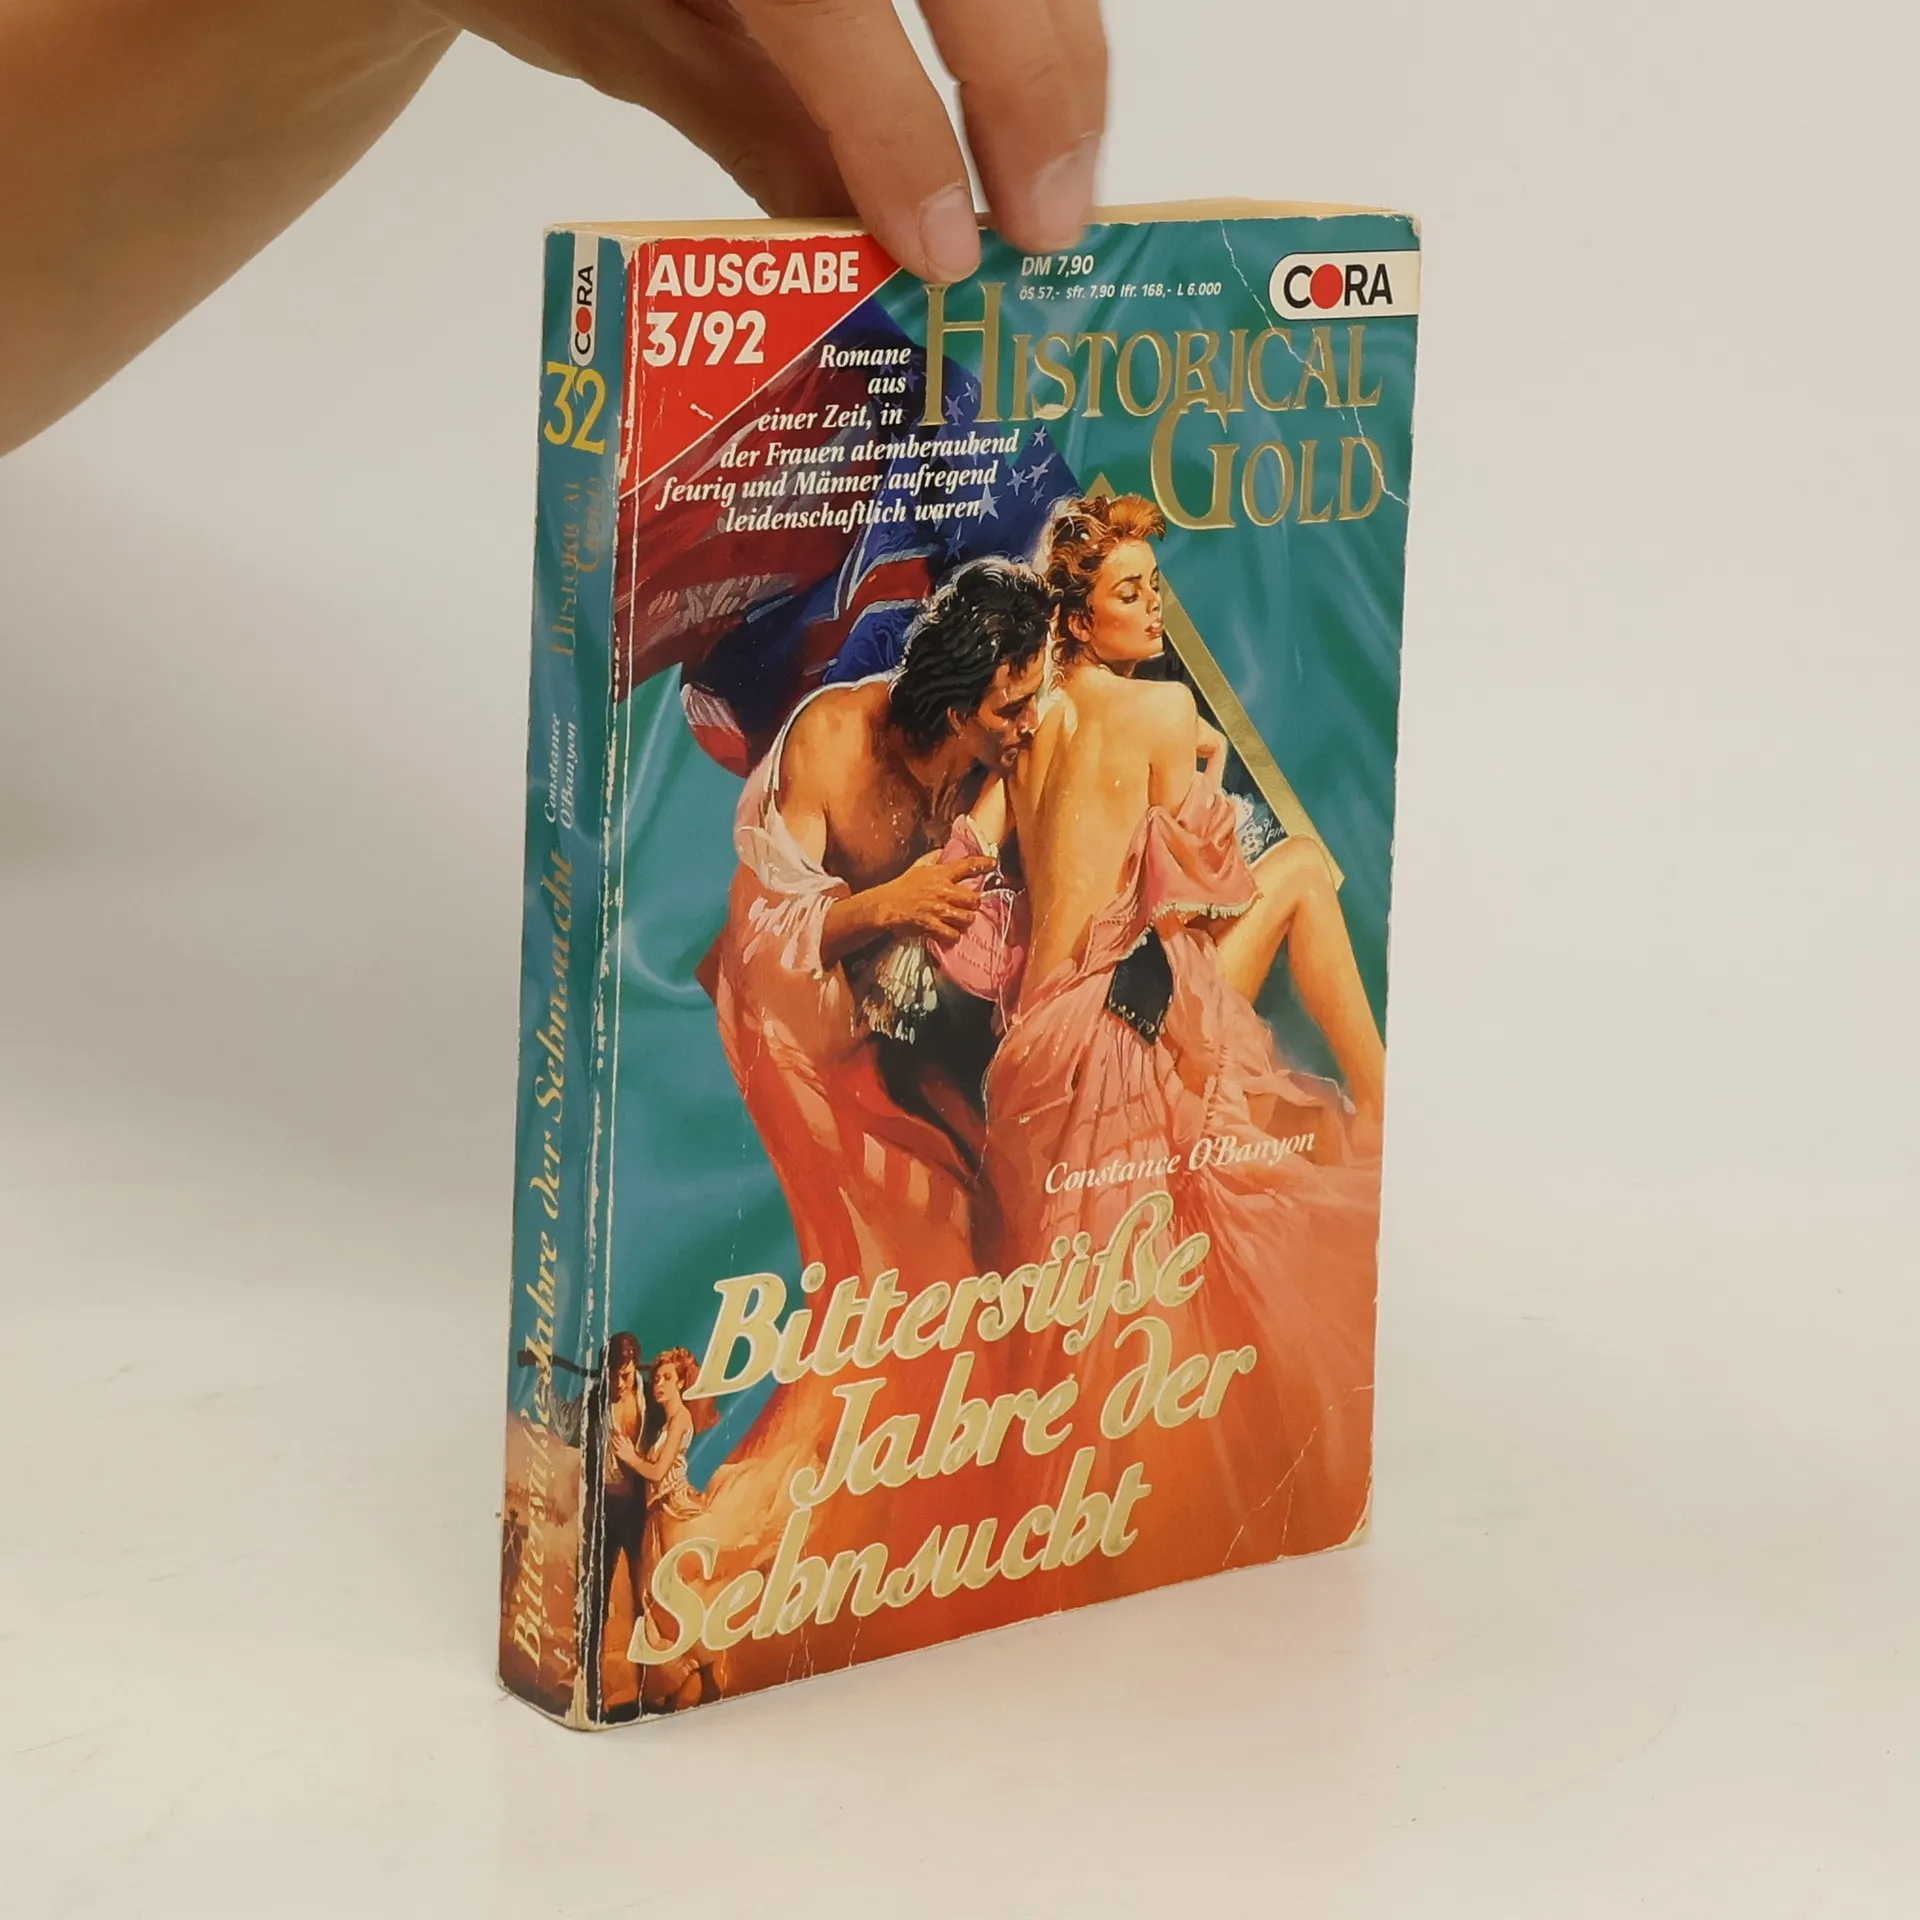 AUSGABE
3/92
DM 7,90
öS 57,- sfr. 7,90 lfr. 168,- L 6.000
CORA
HISTORICAL
GOLD
Romane
aus
einer Zeit, in
der Frauen atemberaubend
feurig und Männer aufregend
leidenschaftlich waren
Constance O'Banyon
Bittersüße
Jahre der
Sehnsucht
CORA
32
HISTORICAL
GOLD
Constance
O'Banyon
Bittersüße Jahre der Sehnsucht